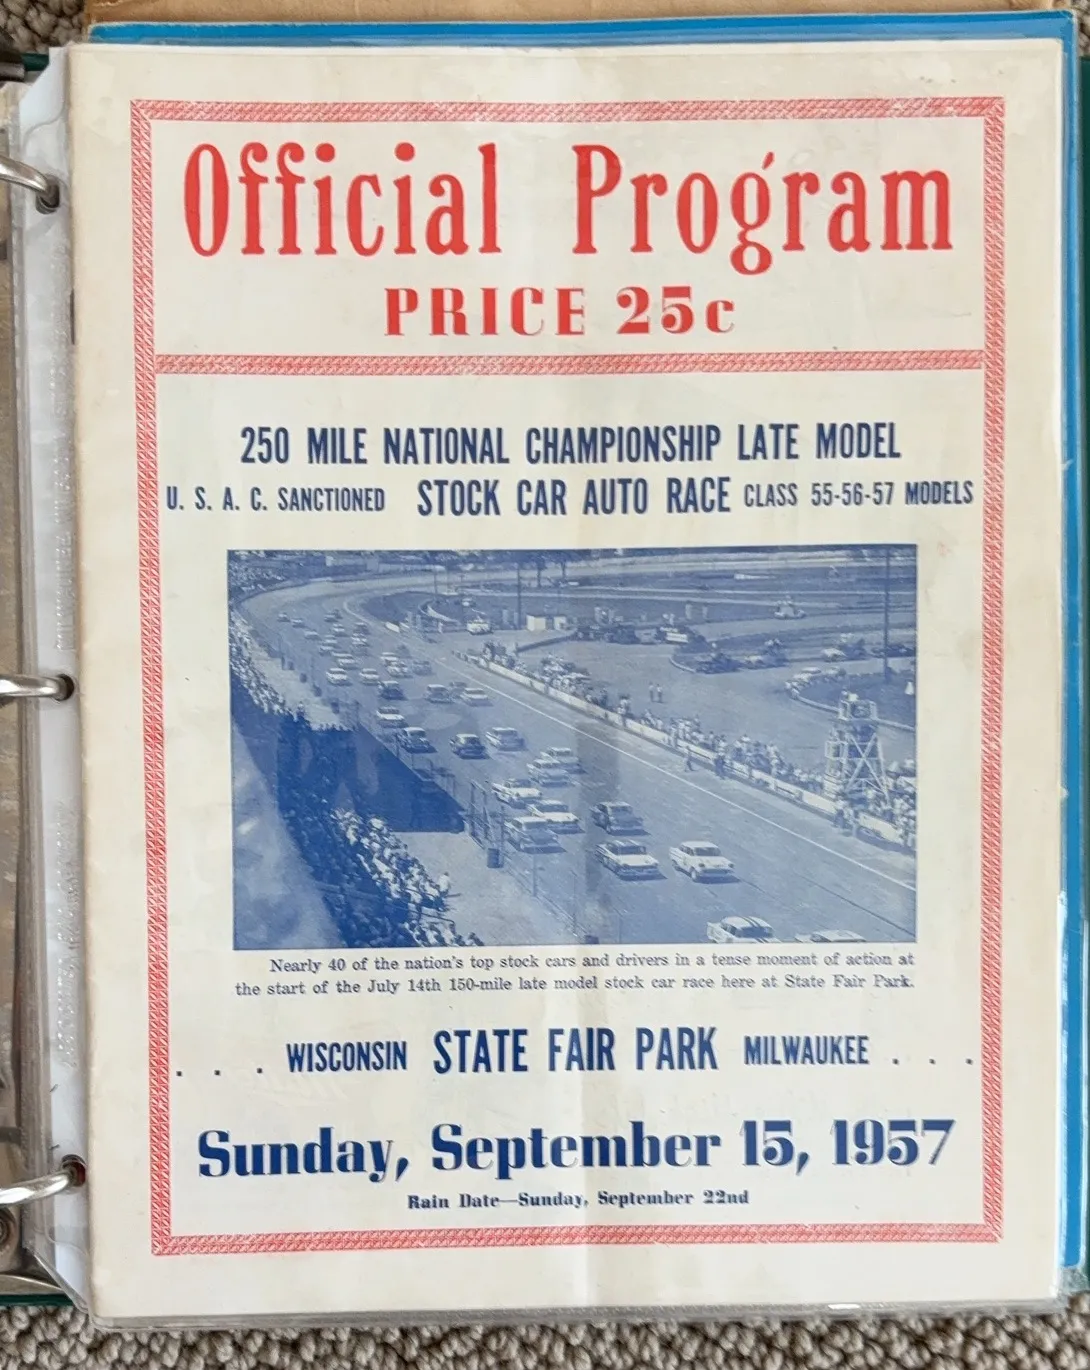 Official Program
PRICE 25c
250 MILE NATIONAL CHAMPIONSHIP LATE MODEL
U. S. A. C. SANCTIONED STOCK CAR AUTO RACE CLASS 55-56-57 MODELS
Nearly 40 of the nation's top stock cars and drivers in a tense moment of action at
the start of the July 14th 150-mile late model stock car race here at State Fair Park.
. . . WISCONSIN STATE FAIR PARK MILWAUKEE . . .
Sunday, September 15, 1957
Rain Date—Sunday, September 22nd